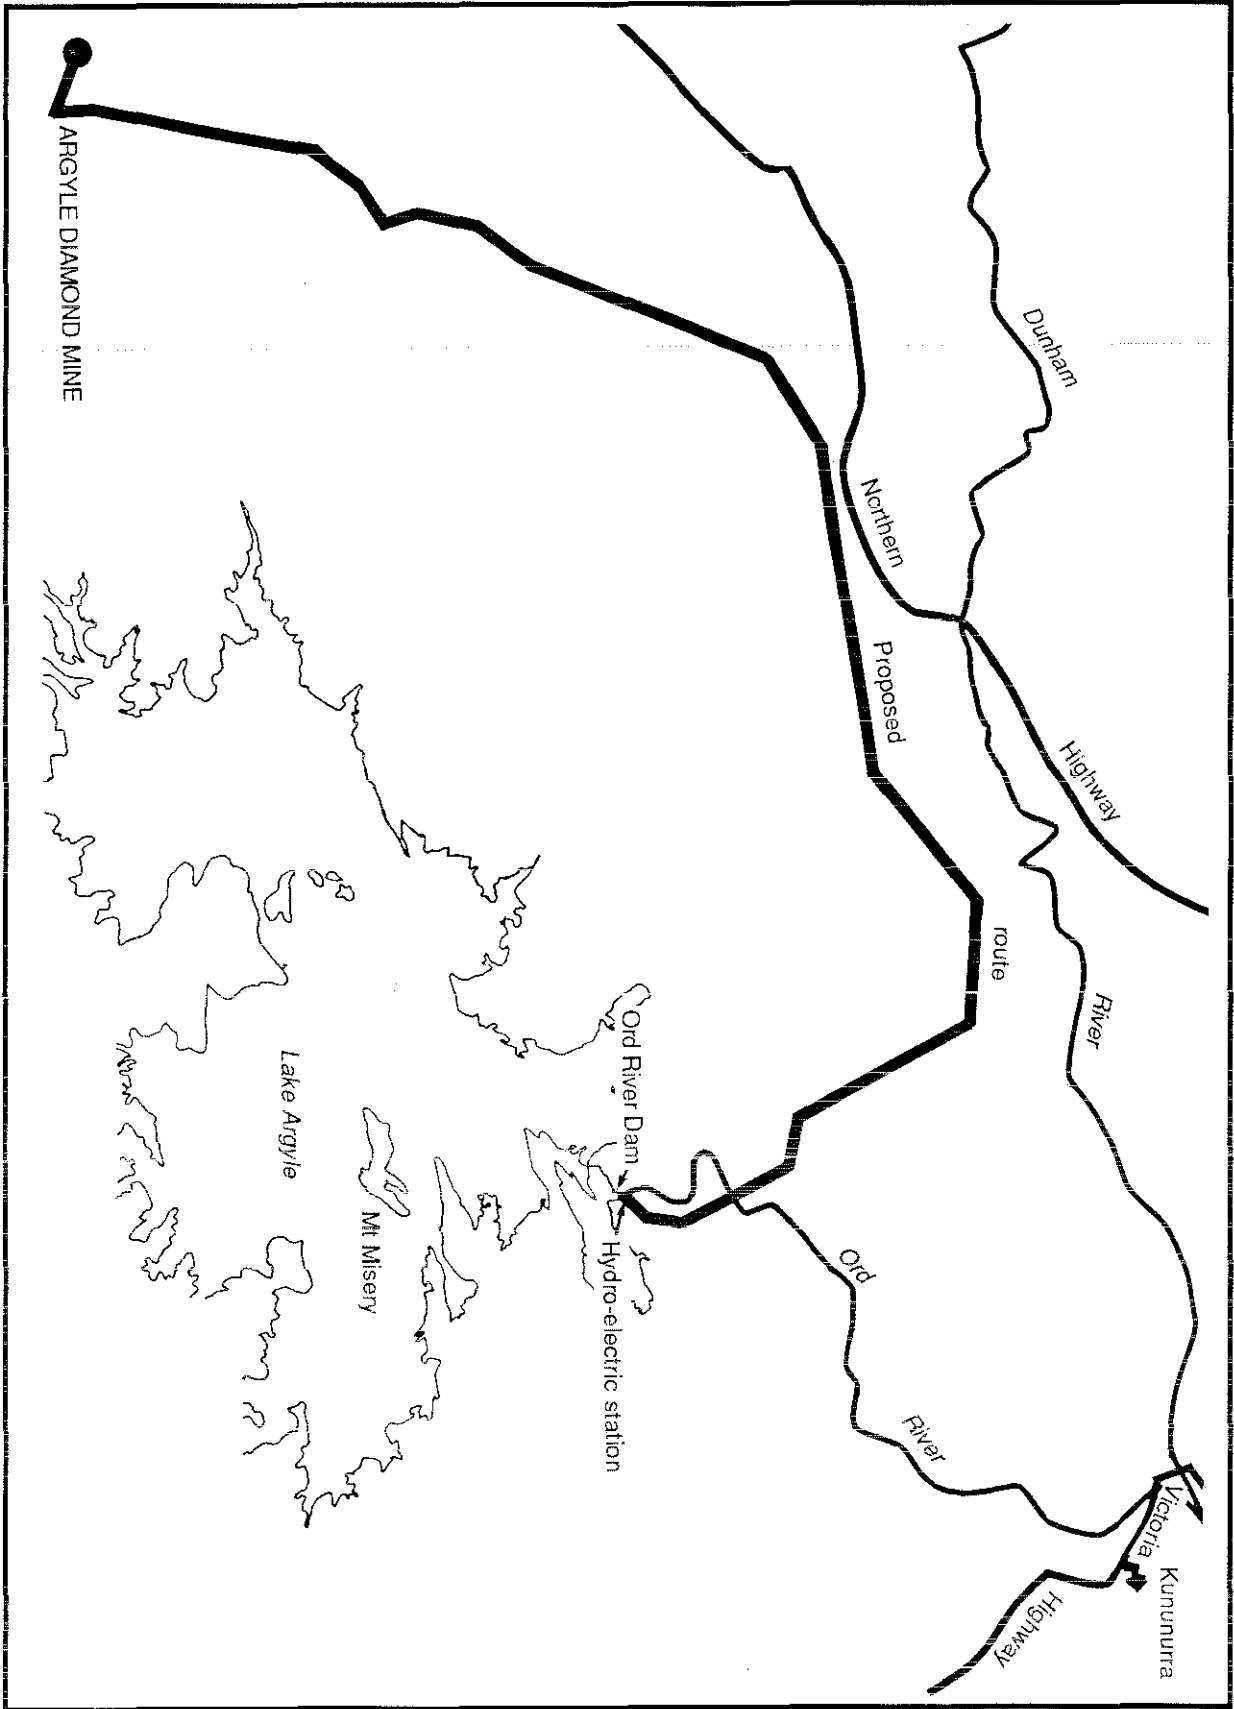 Kununurra
Victoria
Highway
Dunham
River
Highway
Northern
Proposed
route
Ord
River
Ord River Dam
Hydro-electric station
Mt Misery
Lake Argyle
ARGYLE DIAMOND MINE